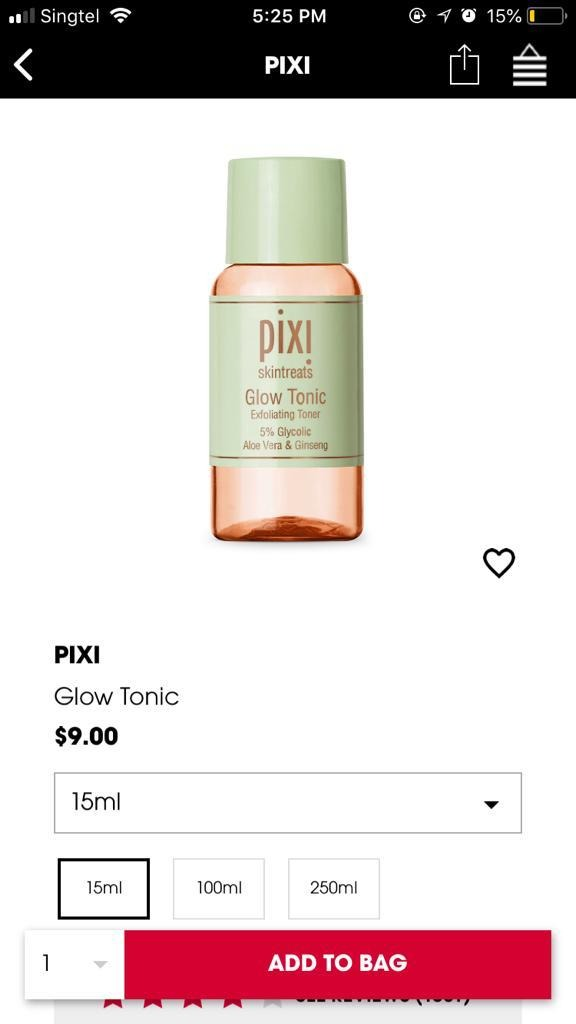 Singtel 5:25 PM 15%
PIXI
pixi
skintreats
Glow Tonic
Exfoliating Toner
5% Glycolic
Aloe Vera & Ginseng
PIXI
Glow Tonic
$9.00
15ml
15ml 100ml 250ml
1 ADD TO BAG